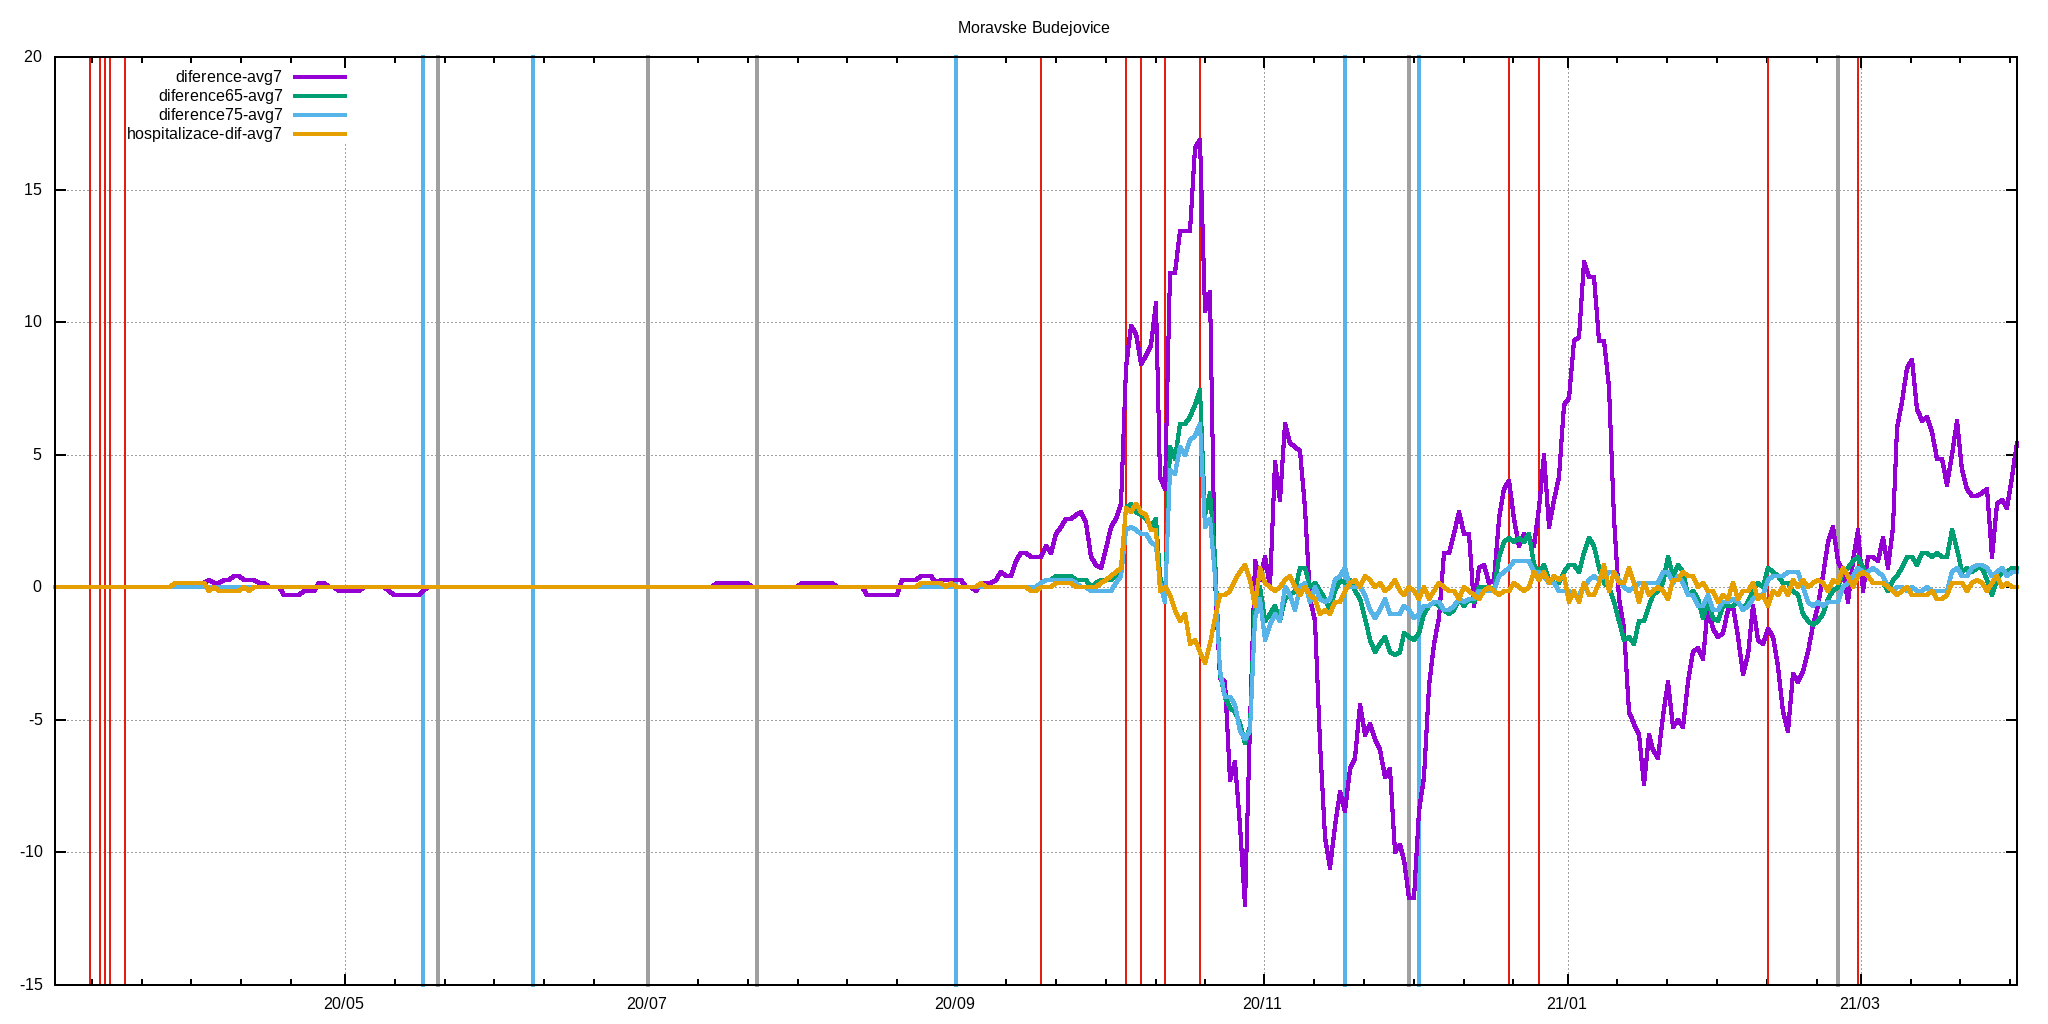 Moravske Budejovice
20
15
10
5
0
-5
-10
-15
diference-avg7
diference65-avg7
diference75-avg7
hospitalizace-dif-avg7
20/05
20/07
20/09
20/11
21/01
21/03